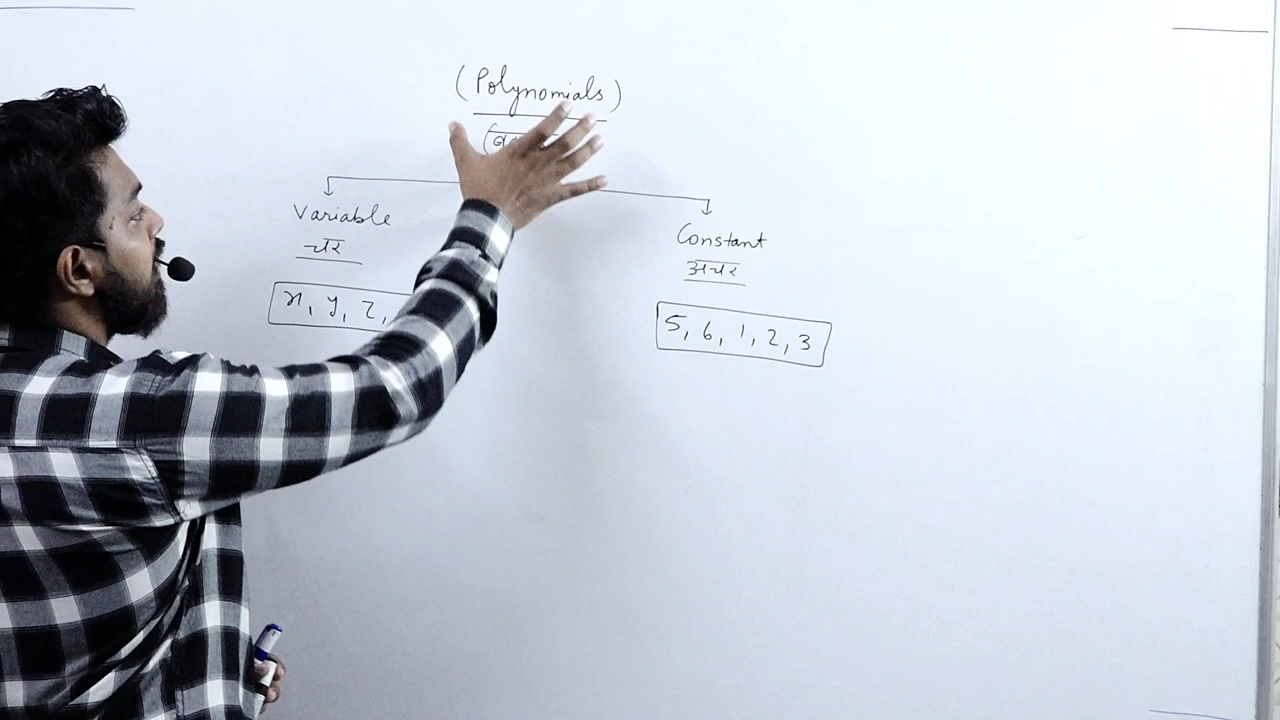 (Polynomials)
Variable
चर
x, y, z,
Constant
अचर
5, 6, 1, 2, 3